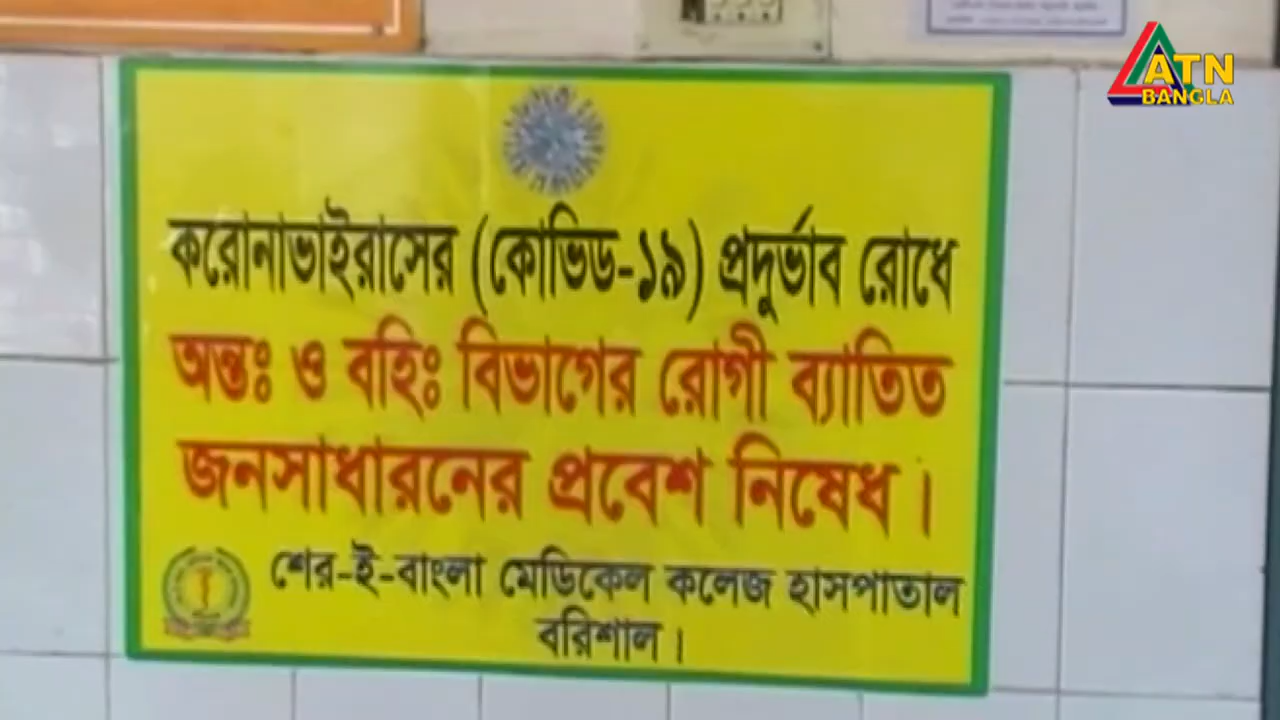 ATN
BANGLA
করোনাভাইরাসের (কোভিড-১৯) প্রদুর্ভাব রোধে
অন্তঃ ও বহিঃ বিভাগের রোগী ব্যাতিত
জনসাধারনের প্রবেশ নিষেধ।
শের-ই-বাংলা মেডিকেল কলেজ হাসপাতাল
বরিশাল।